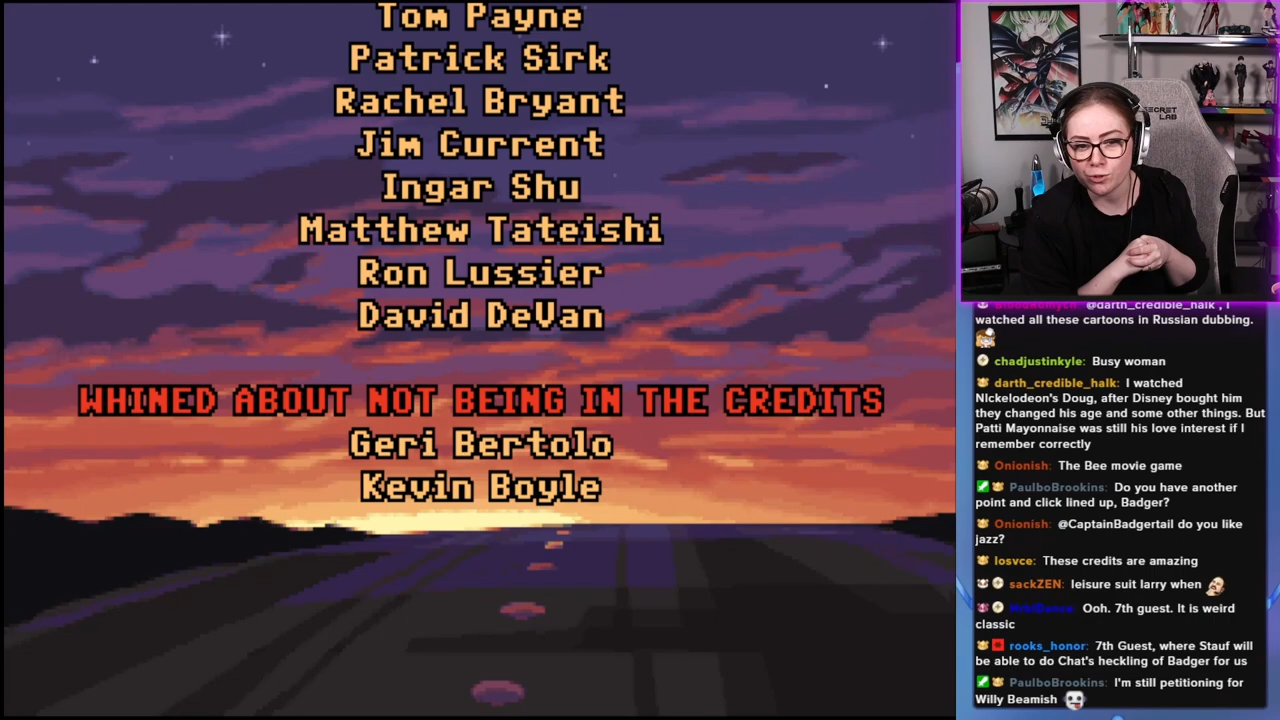 Tom Payne
Patrick Sirk
Rachel Bryant
Jim Current
Ingar Shu
Matthew Tateishi
Ron Lussier
David DeVan
WHINED ABOUT NOT BEING IN THE CREDITS
Geri Bertolo
Kevin Boyle
SECRET
LAB
@darth_credible_halk , I
watched all these cartoons in Russian dubbing.
chadjustinkyle: Busy woman
darth_credible_halk: I watched
NIckelodeon's Doug, after Disney bought him
they changed his age and some other things. But
Patti Mayonnaise was still his love interest if I
remember correctly
Onionish: The Bee movie game
PaulboBrookins: Do you have another
point and click lined up, Badger?
Onionish: @CaptainBadgertail do you like
jazz?
losvce: These credits are amazing
sackZEN: leisure suit larry when
Ooh. 7th guest. It is weird
classic
rooks_honor: 7th Guest, where Stauf will
be able to do Chat's heckling of Badger for us
PaulboBrookins: I'm still petitioning for
Willy Beamish